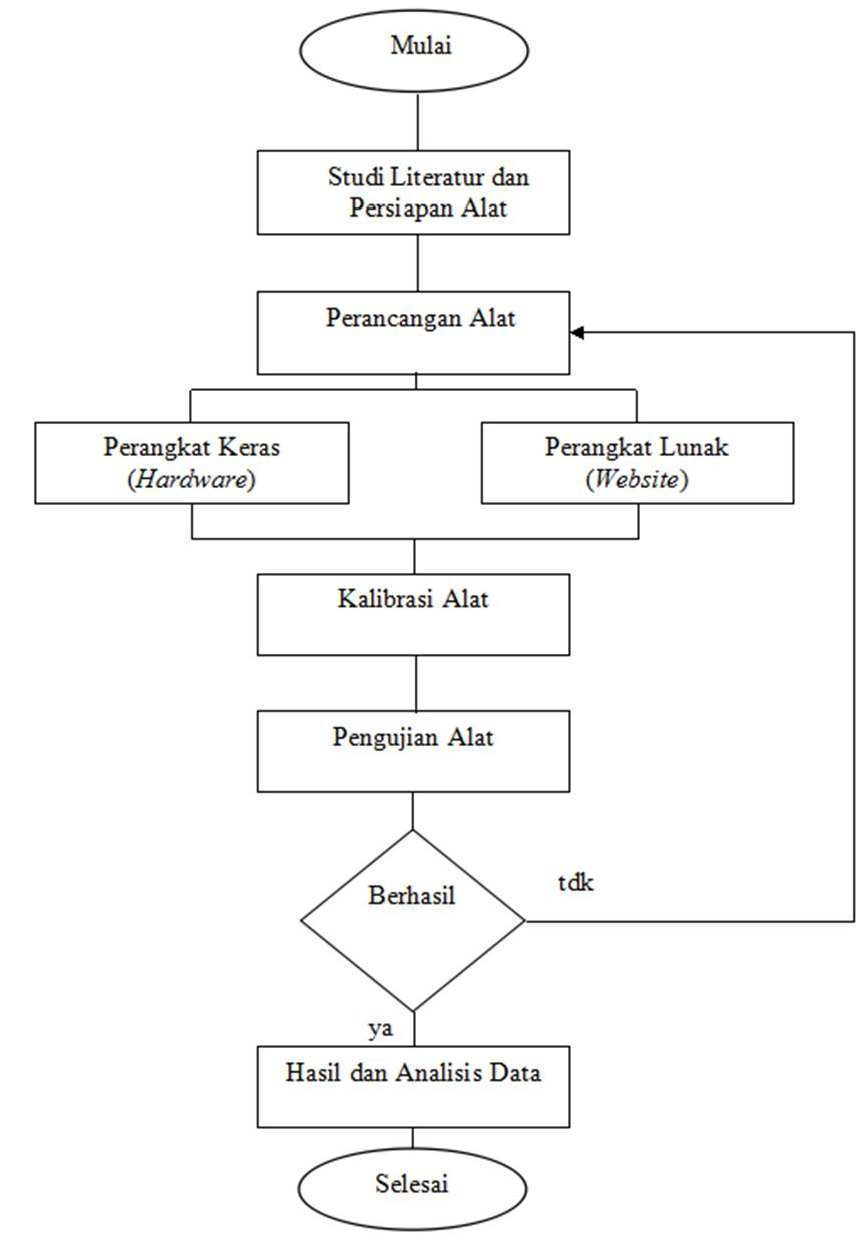 Mulai
Studi Literatur dan
Persiapan Alat
Perancangan Alat
Perangkat Keras
(Hardware)
Perangkat Lunak
(Website)
Kalibrasi Alat
Pengujian Alat
Berhasil
tdk
ya
Hasil dan Analisis Data
Selesai